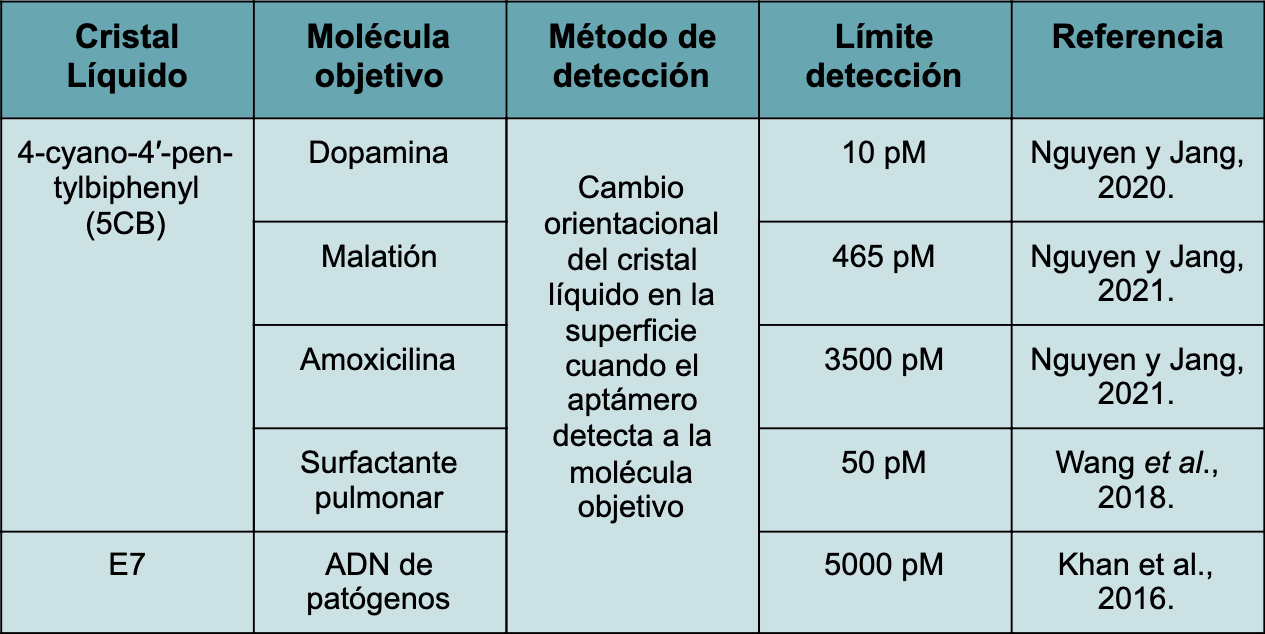 Cristal
Líquido
Molécula
objetivo
Método de
detección
Límite
detección
Referencia
4-cyano-4′-pen-
tylbiphenyl
(5CB)
Dopamina
Cambio
orientacional
del cristal
líquido en la
superficie
cuando el
aptámero
detecta a la
molécula
objetivo
10 pM
Nguyen y Jang,
2020.
Malatión
465 pM
Nguyen y Jang,
2021.
Amoxicilina
3500 pM
Nguyen y Jang,
2021.
Surfactante
pulmonar
50 pM
Wang et al.,
2018.
E7
ADN de
patógenos
5000 pM
Khan et al.,
2016.